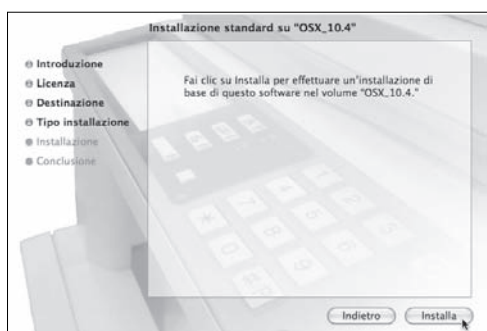 Installazione standard su "OSX_10.4"
Introduzione
Licenza
Destinazione
Tipo installazione
Installazione
Conclusione
Fai clic su Installa per effettuare un'installazione di
base di questo software nel volume "OSX_10.4."
Indietro
Installa